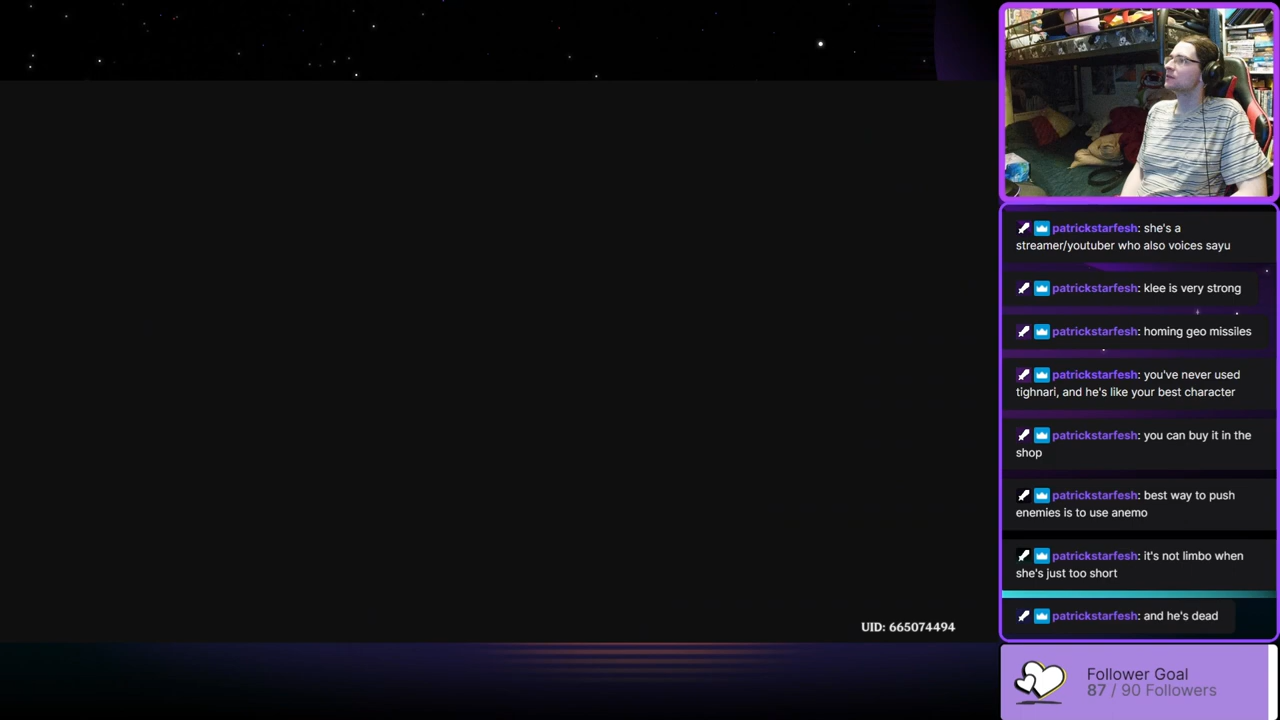 patrickstarfesh: she's a
streamer/youtuber who also voices sayu
patrickstarfesh: klee is very strong
patrickstarfesh: homing geo missiles
patrickstarfesh: you've never used
tighnari, and he's like your best character
patrickstarfesh: you can buy it in the
shop
patrickstarfesh: best way to push
enemies is to use anemo
patrickstarfesh: it's not limbo when
she's just too short
patrickstarfesh: and he's dead
UID: 665074494
Follower Goal
87 / 90 Followers